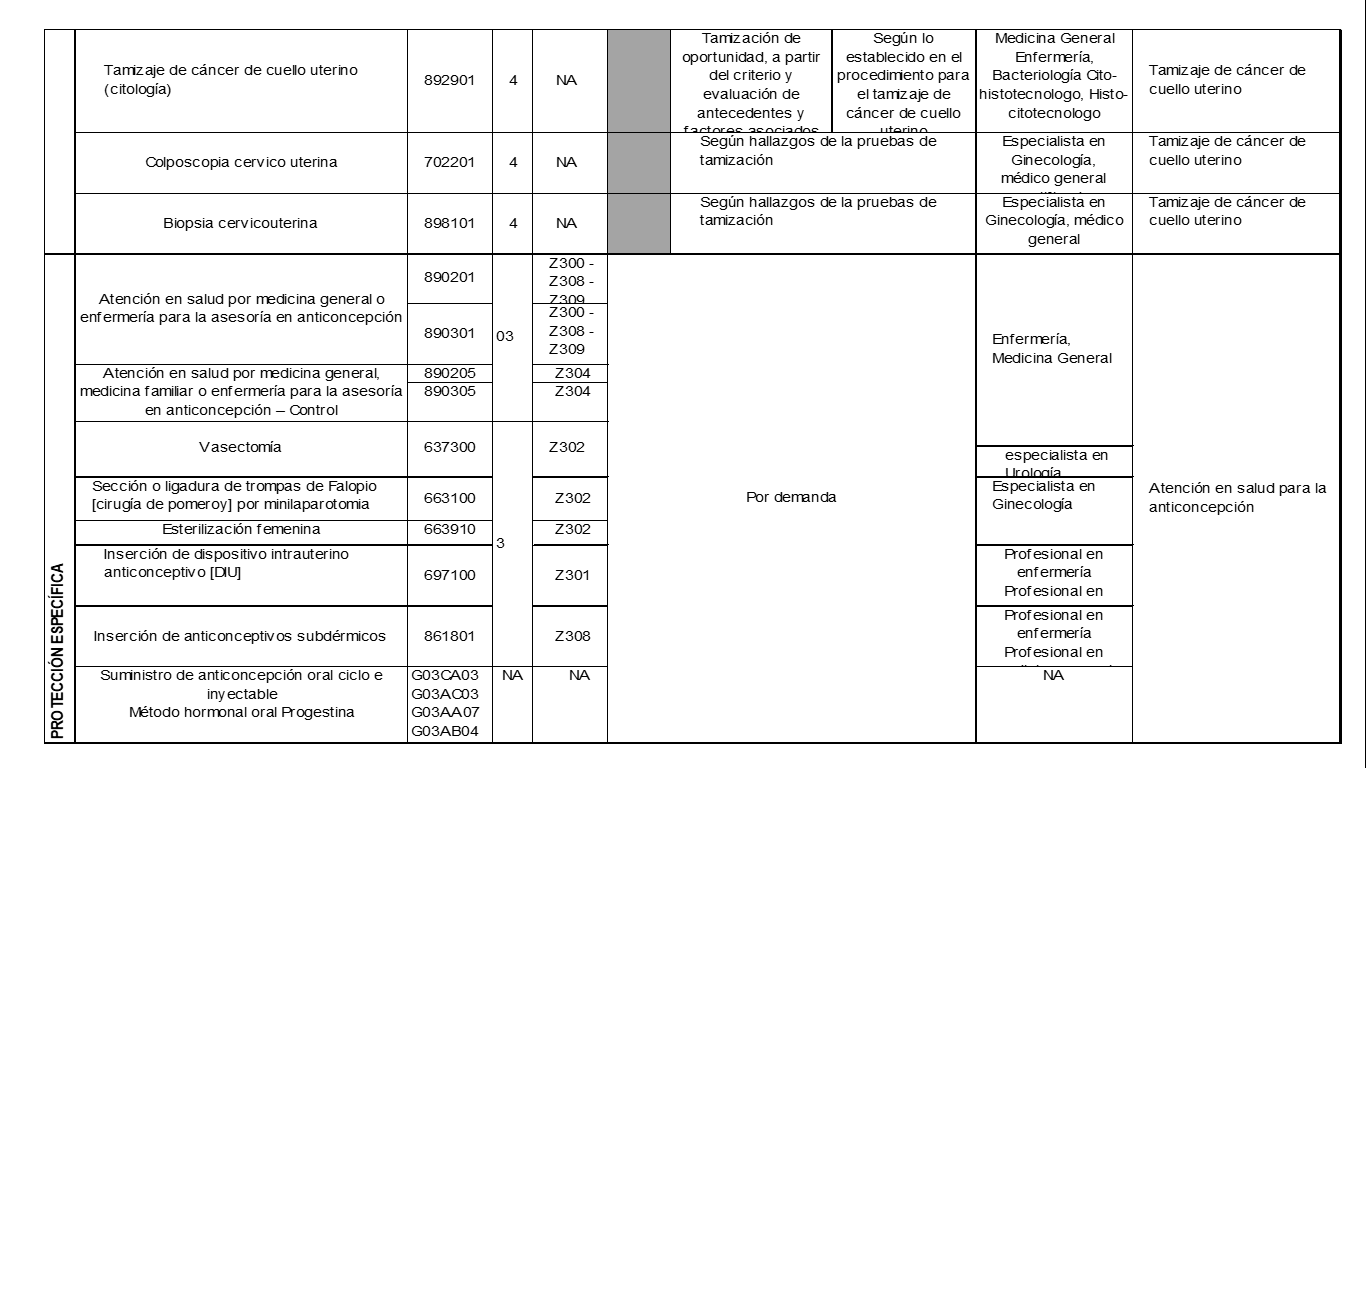 Tamizaje de cáncer de cuello uterino
(citología)
892901
4
NA
Tamización de
oportunidad, a partir
del criterio y
evaluación de
antecedentes y
factores asociados
Según lo
establecido en el
procedimiento para
el tamizaje de
cáncer de cuello
uterino
Medicina General
Enfermería,
Bacteriología Cito-
histotecnologo, Histo-
citotecnologo
Tamizaje de cáncer de
cuello uterino
Colposcopia cervico uterina
702201
4
NA
Según hallazgos de la pruebas de
tamización
Especialista en
Ginecología,
médico general
Tamizaje de cáncer de
cuello uterino
Biopsia cervicouterina
898101
4
NA
Según hallazgos de la pruebas de
tamización
Especialista en
Ginecología, médico
general
Tamizaje de cáncer de
cuello uterino
PROTECCIÓN ESPECÍFICA
Atención en salud por medicina general o
enfermería para la asesoría en anticoncepción
890201
Z300 -
Z308 -
Z309
890301
03
Z300 -
Z308 -
Z309
Enfermería,
Medicina General
Atención en salud por medicina general,
medicina familiar o enfermería para la asesoría
en anticoncepción – Control
890205
Z304
890305
Z304
Vasectomía
637300
Z302
especialista en
Urología
Sección o ligadura de trompas de Falopio
[cirugía de pomeroy] por minilaparotomia
663100
3
Z302
Por demanda
Especialista en
Ginecología
Atención en salud para la
anticoncepción
Esterilización femenina
663910
Z302
Inserción de dispositivo intrauterino
anticonceptivo [DIU]
697100
Z301
Profesional en
enfermería
Profesional en
Inserción de anticonceptivos subdérmicos
861801
Z308
Profesional en
enfermería
Profesional en
Suministro de anticoncepción oral ciclo e
inyectable
Método hormonal oral Progestina
G03CA03
G03AC03
G03AA07
G03AB04
NA
NA
NA